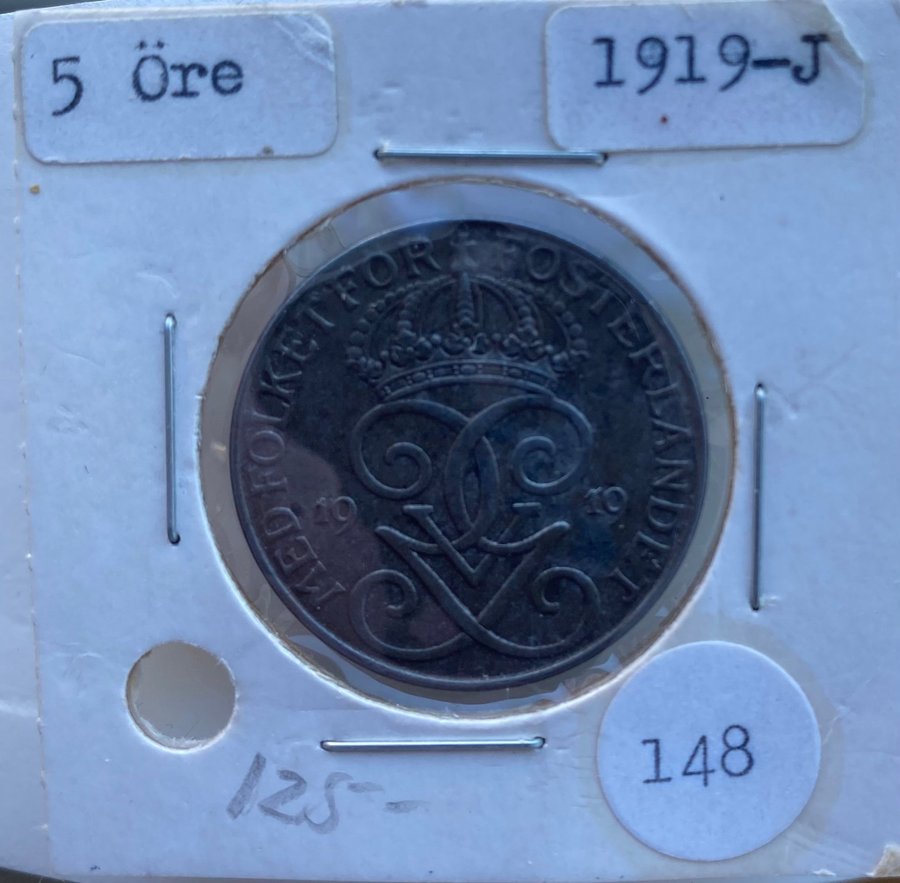 5 Öre
1919-J
MED FOLKET FÖR FOSTERLANDET
19 19
125-
148